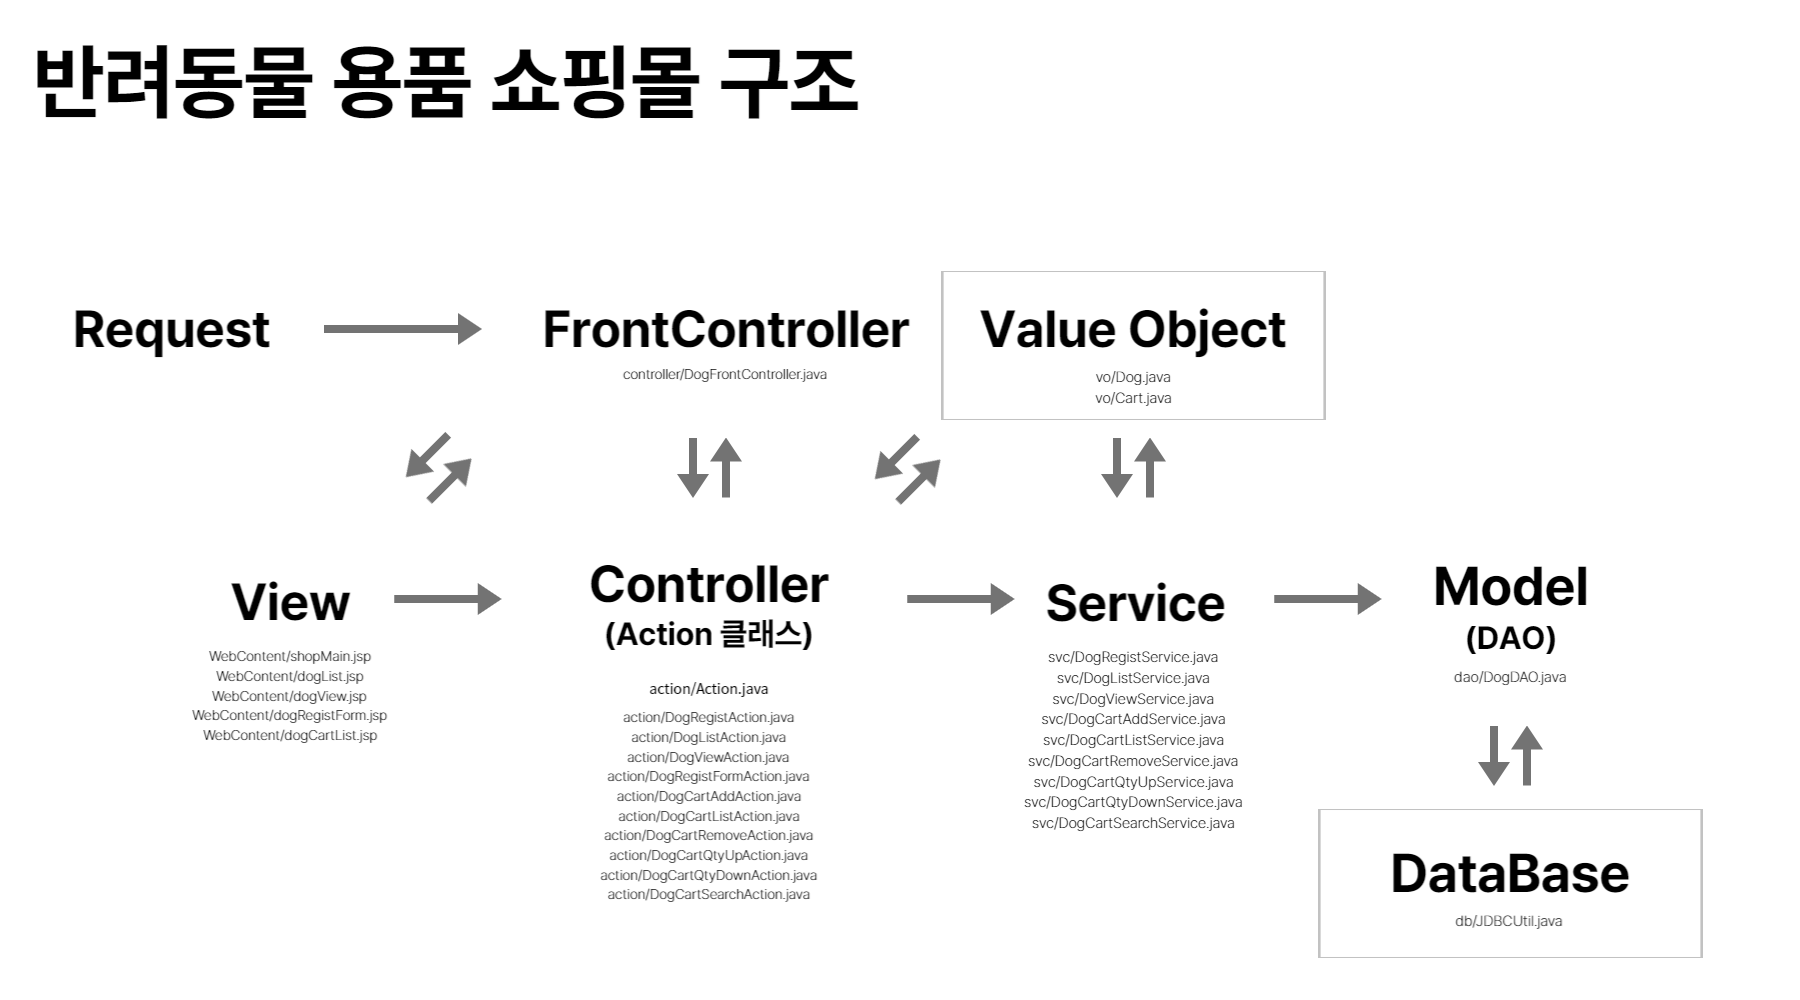 반려동물 용품 쇼핑몰 구조
Request
FrontController
controller/DogFrontController.java
Value Object
vo/Dog.java
vo/Cart.java
View
WebContent/shopMain.jsp
WebContent/dogList.jsp
WebContent/dogView.jsp
WebContent/dogRegistForm.jsp
WebContent/dogCartList.jsp
Controller
(Action 클래스)
action/Action.java
action/DogRegistAction.java
action/DogListAction.java
action/DogViewAction.java
action/DogRegistFormAction.java
action/DogCartAddAction.java
action/DogCartListAction.java
action/DogCartRemoveAction.java
action/DogCartQtyUpAction.java
action/DogCartQtyDownAction.java
action/DogCartSearchAction.java
Service
svc/DogRegistService.java
svc/DogListService.java
svc/DogViewService.java
svc/DogCartAddService.java
svc/DogCartListService.java
svc/DogCartRemoveService.java
svc/DogCartQtyUpService.java
svc/DogCartQtyDownService.java
svc/DogCartSearchService.java
Model
(DAO)
dao/DogDAO.java
DataBase
db/JDBCUtil.java